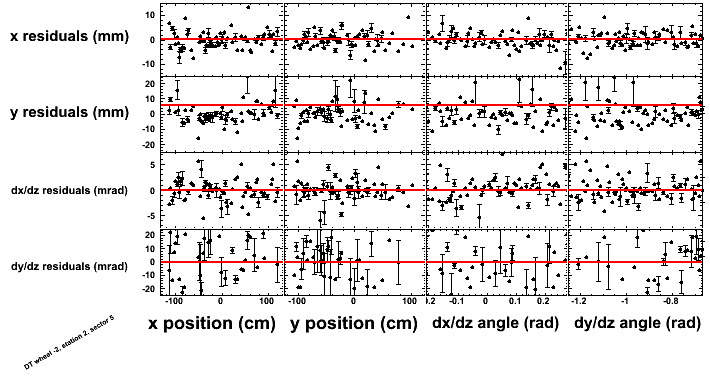 x residuals (mm)
10
0
-10
y residuals (mm)
20
10
0
-10
-20
dx/dz residuals (mrad)
5
0
-5
dy/dz residuals (mrad)
20
10
0
-10
-20
-100 0 100 -100 0 100 -0.2 -0.1 0 0.1 0.2 -1 -0.8
x position (cm) y position (cm) dx/dz angle (rad) dy/dz angle (rad)
DT wheel -2, station 2, sector 5